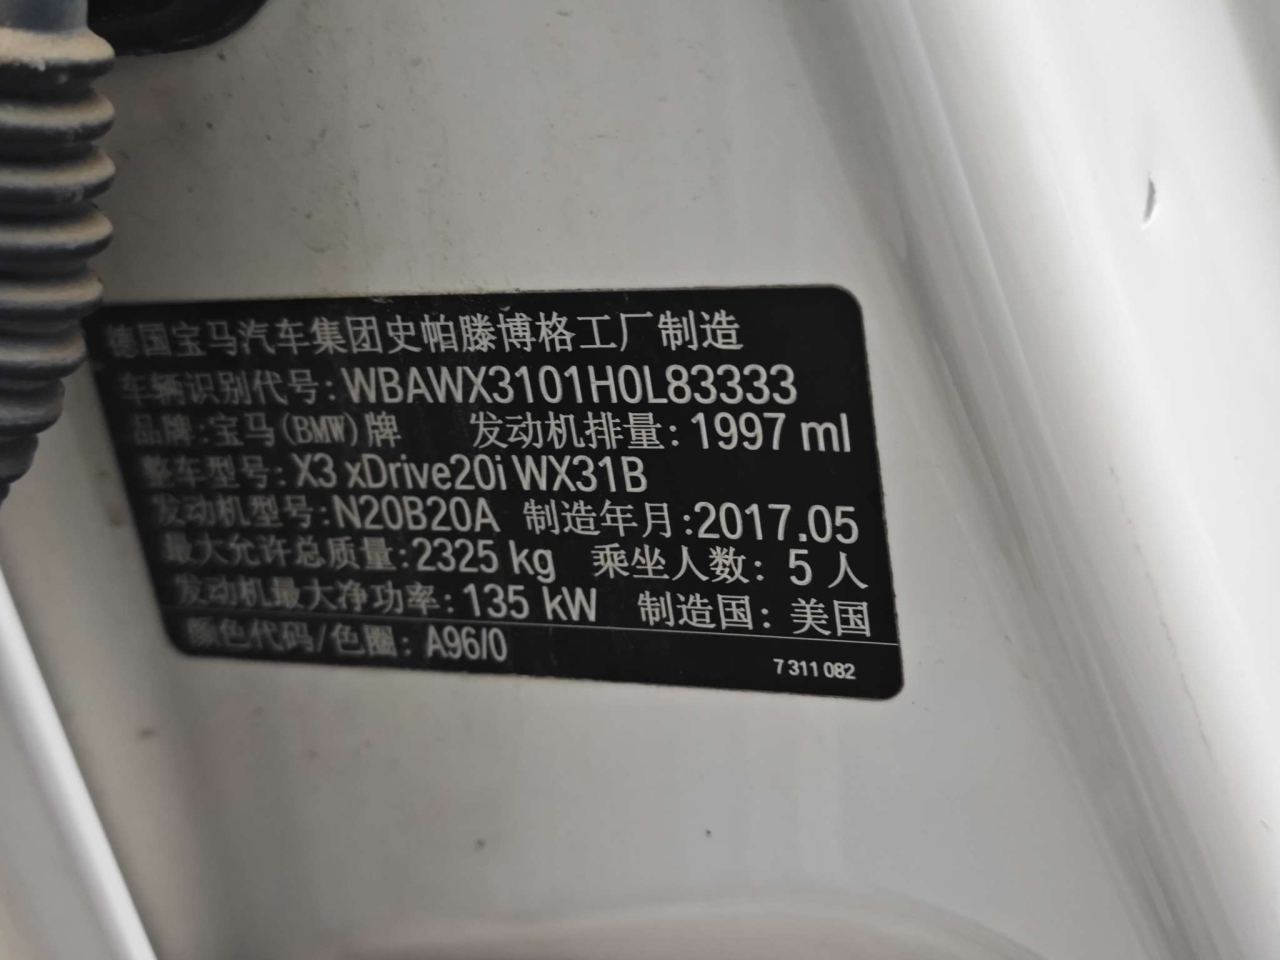 德国宝马汽车集团史帕滕博格工厂制造
车辆识别代号:WBAWX3101H0L83333
品牌:宝马(BMW)牌 发动机排量:1997 ml
整车型号:X3 xDrive20i WX31B
发动机型号:N20B20A 制造年月:2017.05
最大允许总质量:2325 kg 乘坐人数:5人
发动机最大净功率:135 kW 制造国:美国
颜色代码/色圈:A96/0
7 311 082